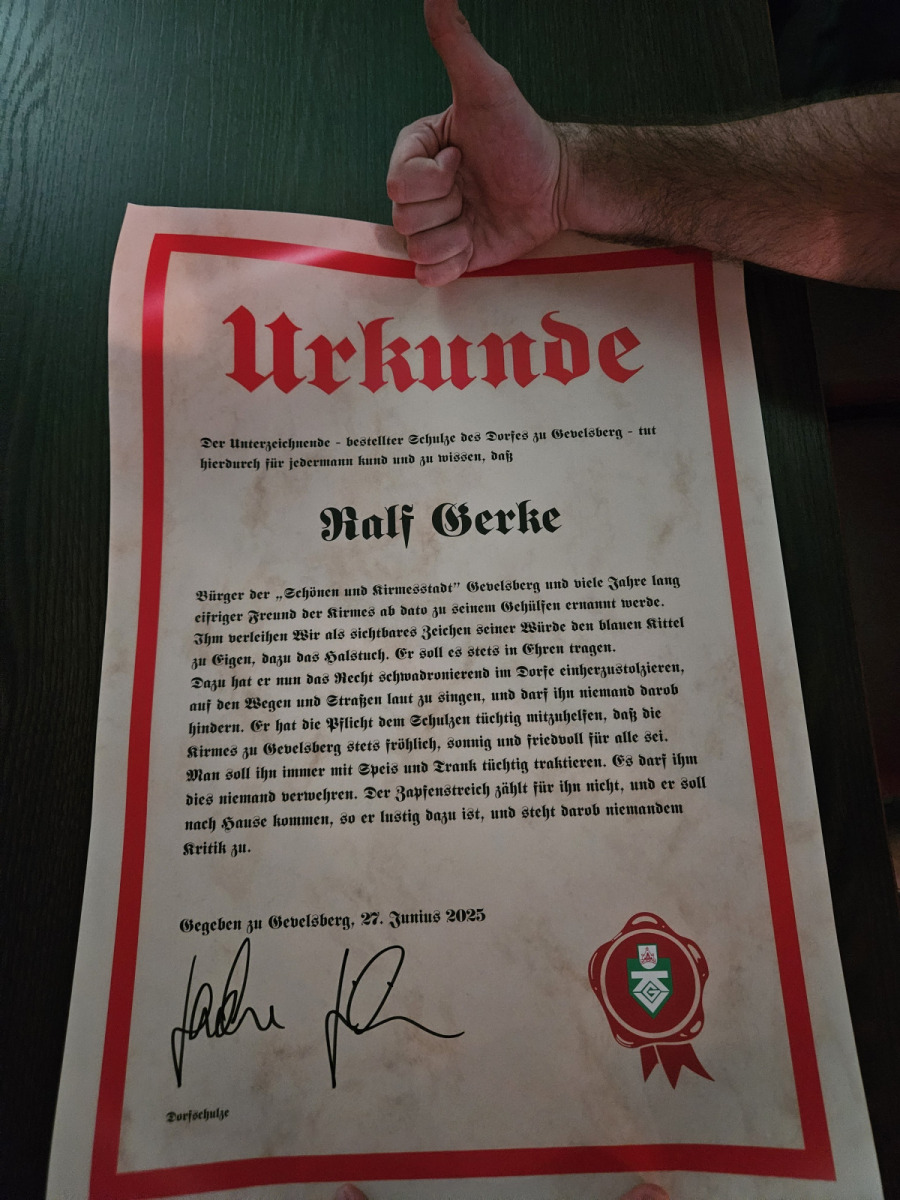 Urkunde
Der Unterzeichnende - bestellter Schulze des Dorfes zu Gevelsberg - tut
hierdurch für jedermann kund und zu wissen, daß
Ralf Gerke
Bürger der „Schönen und Kirmesstadt” Gevelsberg und viele Jahre lang
eifriger Freund der Kirmes ab dato zu seinem Gehülfen ernannt werde.
Ihm verleihen Wir als sichtbares Zeichen seiner Würde den blauen Kittel
zu Eigen, dazu das Halstuch. Er soll es stets in Ehren tragen.
Dazu hat er nun das Recht schwadronierend im Dorfe einherzustolzieren,
auf den Wegen und Straßen laut zu singen, und darf ihn niemand darob
hindern. Er hat die Pflicht dem Schulzen tüchtig mitzuhelfen, daß die
Kirmes zu Gevelsberg stets fröhlich, sonnig und friedvoll für alle sei.
Man soll ihn immer mit Speis und Trank tüchtig traktieren. Es darf ihm
dies niemand verwehren. Der Zapfenstreich zählt für ihn nicht, und er soll
nach Hause kommen, so er lustig dazu ist, und steht darob niemandem
Kritik zu.
Gegeben zu Gevelsberg, 27. Junius 2025
Dorfschulze